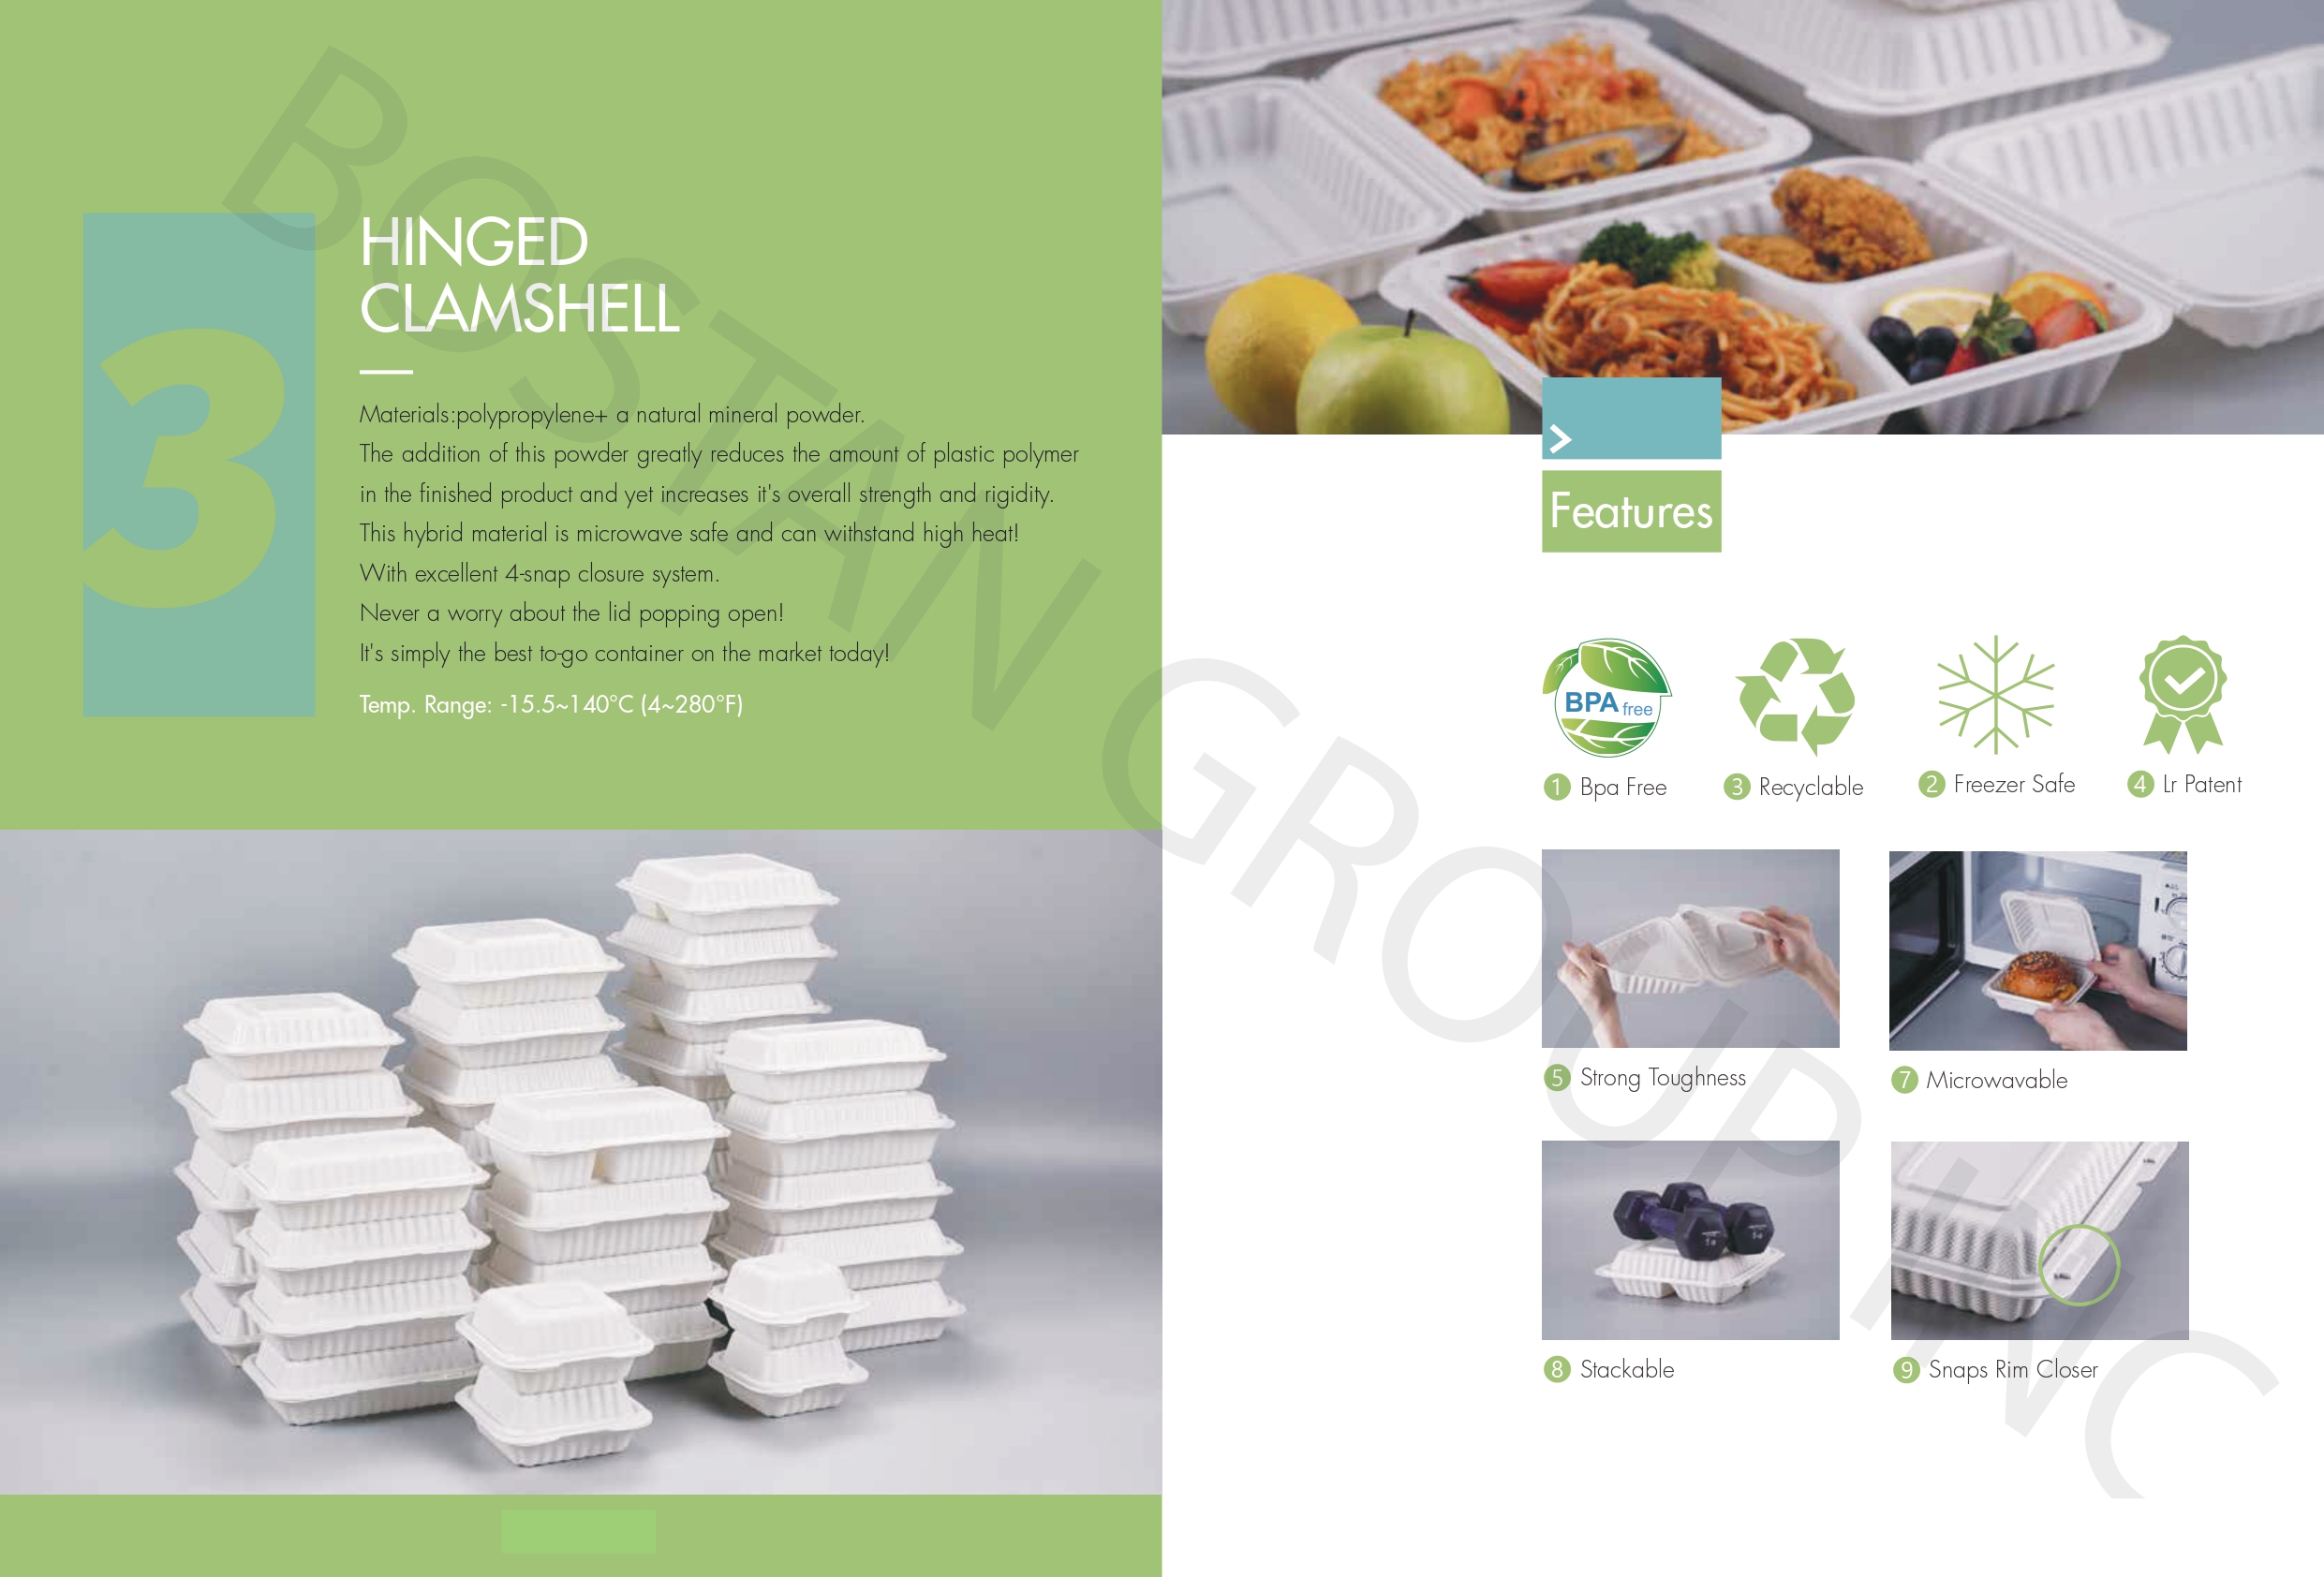 3
HINGED
CLAMSHELL
Materials:polypropylene+ a natural mineral powder.
The addition of this powder greatly reduces the amount of plastic polymer
in the finished product and yet increases it's overall strength and rigidity.
This hybrid material is microwave safe and can withstand high heat!
With excellent 4-snap closure system.
Never a worry about the lid popping open!
It's simply the best to-go container on the market today!
Temp. Range: -15.5~140°C (4~280°F)
BOSTAN GROUP INC
>
Features
BPA free
1 Bpa Free
3 Recyclable
2 Freezer Safe
4 Lr Patent
5 Strong Toughness
7 Microwavable
8 Stackable
9 Snaps Rim Closer